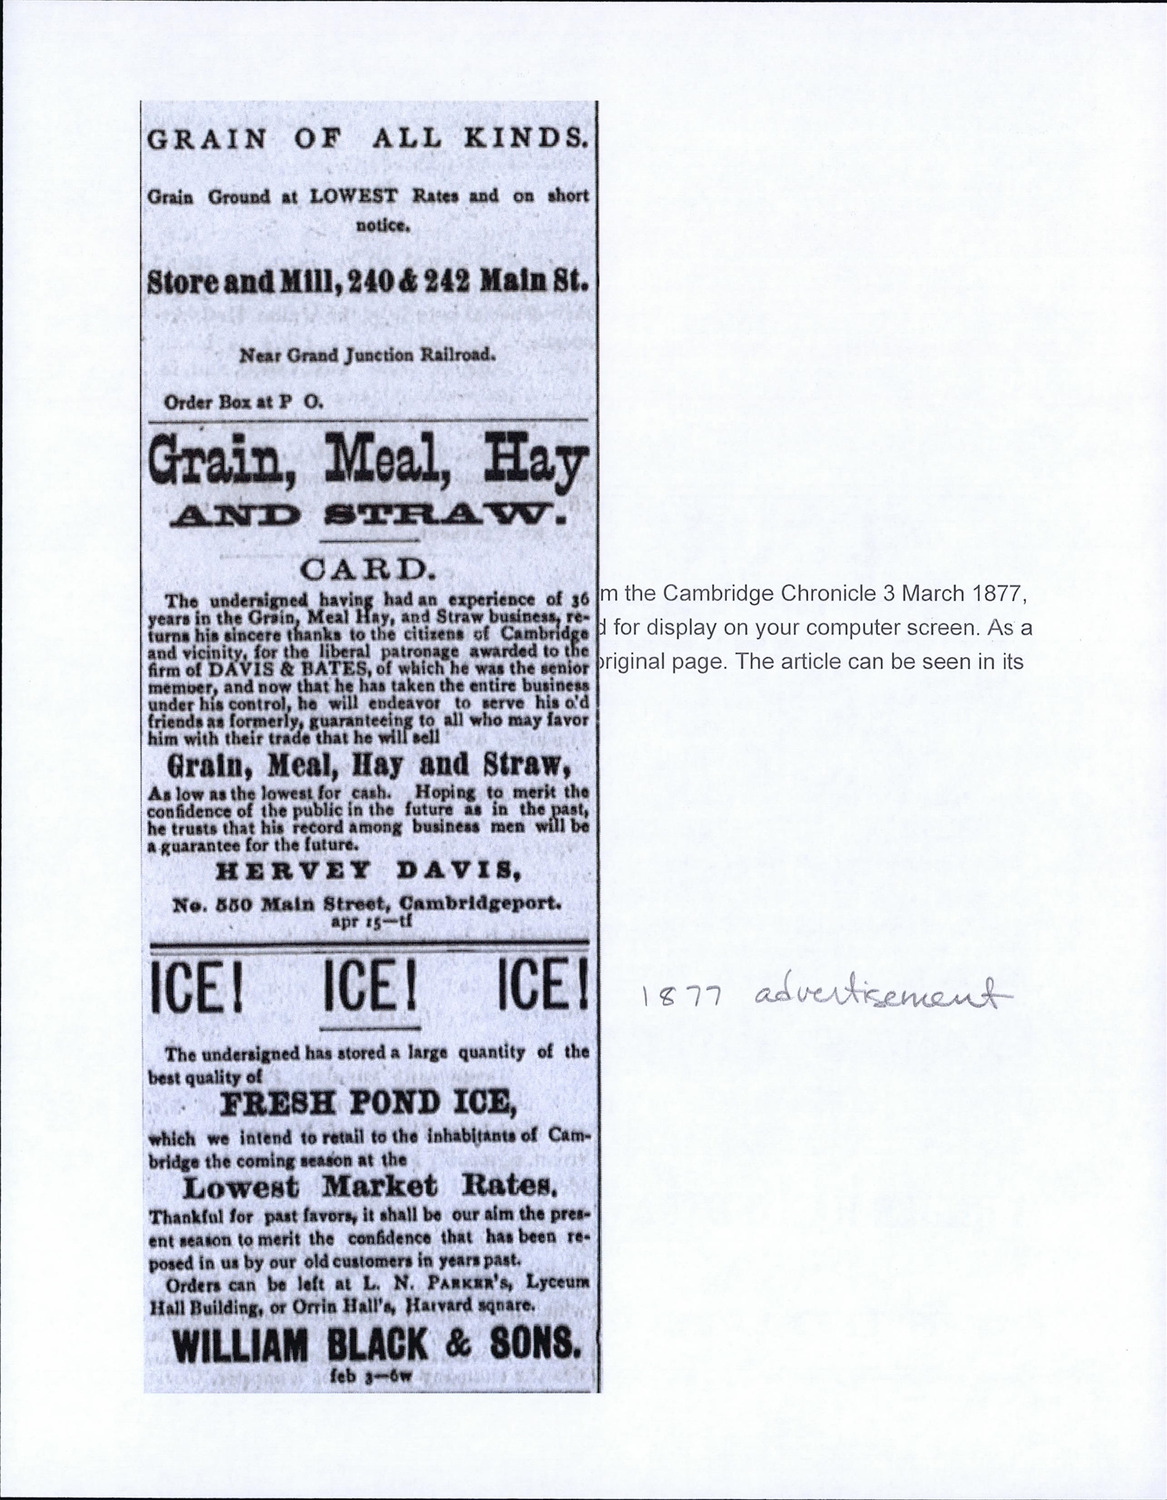 GRAIN OF ALL KINDS.
Grain Ground at LOWEST Rates and on short
notice.
Store and Mill, 240 & 242 Main St.
Near Grand Junction Railroad.
Order Box at P O.
Grain, Meal, Hay
AND STRAW.
CARD.
The undersigned having had an experience of 36
years in the Grain, Meal Hay, and Straw business, re-
turns his sincere thanks to the citizens of Cambridge
and vicinity, for the liberal patronage awarded to the
firm of DAVIS & BATES, of which he was the senior
memoer, and now that he has taken the entire business
under his control, he will endeavor to serve his o'd
friends as formerly, guaranteeing to all who may favor
him with their trade that he will sell
Grain, Meal, Hay and Straw,
As low as the lowest for cash. Hoping to merit the
confidence of the public in the future as in the past,
he trusts that his record among business men will be
a guarantee for the future.
HERVEY DAVIS,
No. 550 Main Street, Cambridgeport.
apr 15—tf
ICE! ICE! ICE!
The undersigned has stored a large quantity of the
best quality of
FRESH POND ICE,
which we intend to retail to the inhabitants of Cam-
bridge the coming season at the
Lowest Market Rates.
Thankful for past favors, it shall be our aim the pres-
ent season to merit the confidence that has been re-
posed in us by our old customers in years past.
Orders can be left at L. N. PARKER'S, Lyceum
Hall Building, or Orrin Hall's, Harvard sqnare.
WILLIAM BLACK & SONS.
feb 3—6w
m the Cambridge Chronicle 3 March 1877,
d for display on your computer screen. As a
original page. The article can be seen in its
1877 advertisement